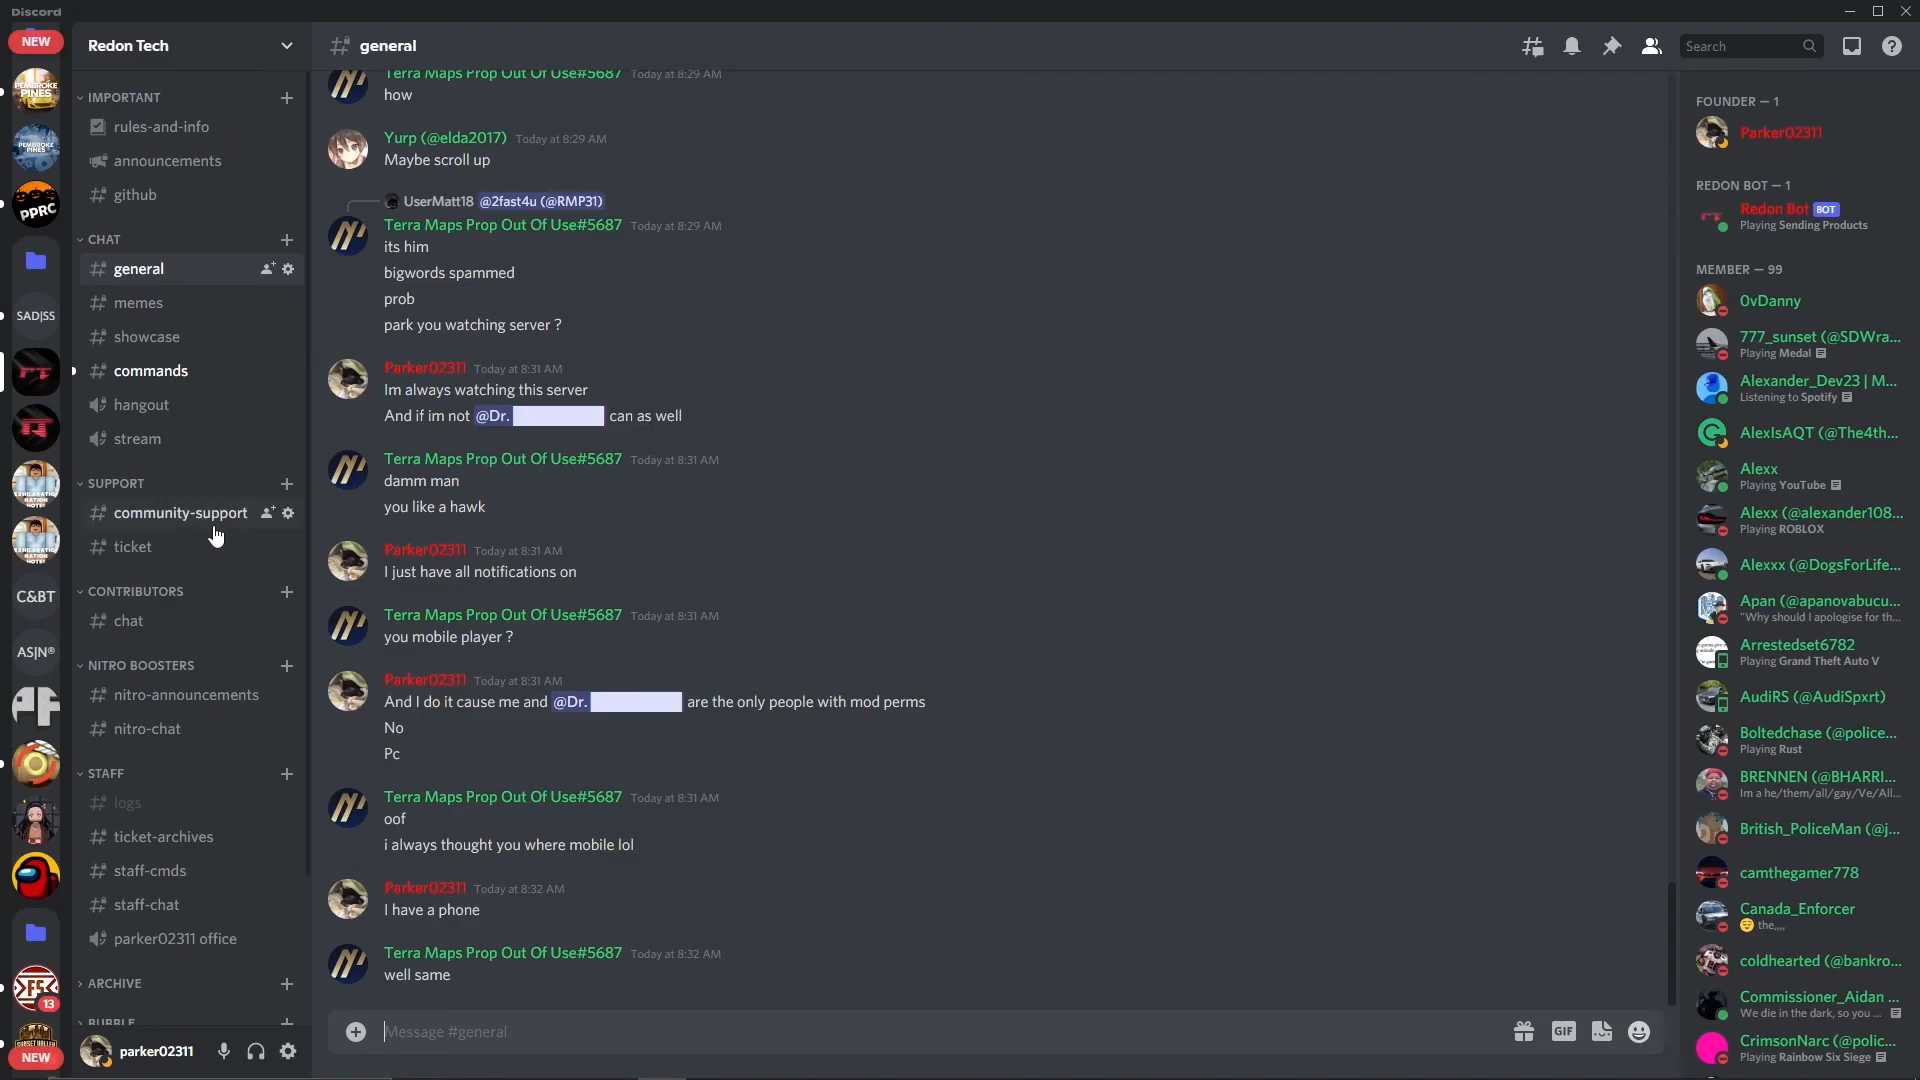 Discord
NEW
PEMBROKE
PINES
PEMBROKE
PINES
PPRC
SAD|SS
C&BT
AS|N®
13
NEW
Redon Tech
IMPORTANT
rules-and-info
announcements
github
CHAT
general
memes
showcase
commands
hangout
stream
SUPPORT
community-support
ticket
CONTRIBUTORS
chat
NITRO BOOSTERS
nitro-announcements
nitro-chat
STAFF
logs
ticket-archives
staff-cmds
staff-chat
parker02311 office
ARCHIVE
BUBBLE
parker02311
general
Search
Terra Maps Prop Out Of Use#5687 Today at 8:29 AM
how
Yurp (@elda2017) Today at 8:29 AM
Maybe scroll up
UserMatt18 @2fast4u (@RMP31)
Terra Maps Prop Out Of Use#5687 Today at 8:29 AM
its him
bigwords spammed
prob
park you watching server ?
Parker02311 Today at 8:31 AM
Im always watching this server
And if im not @Dr. can as well
Terra Maps Prop Out Of Use#5687 Today at 8:31 AM
damm man
you like a hawk
Parker02311 Today at 8:31 AM
I just have all notifications on
Terra Maps Prop Out Of Use#5687 Today at 8:31 AM
you mobile player ?
Parker02311 Today at 8:31 AM
And I do it cause me and @Dr. are the only people with mod perms
No
Pc
Terra Maps Prop Out Of Use#5687 Today at 8:31 AM
oof
i always thought you where mobile lol
Parker02311 Today at 8:32 AM
I have a phone
Terra Maps Prop Out Of Use#5687 Today at 8:32 AM
well same
Message #general
GIF
FOUNDER — 1
Parker02311
REDON BOT — 1
Redon Bot BOT
Playing Sending Products
MEMBER — 99
0vDanny
777_sunset (@SDWra...
Playing Medal
Alexander_Dev23 | M...
Listening to Spotify
AlexIsAQT (@The4th...
Alexx
Playing YouTube
Alexx (@alexander108...
Playing ROBLOX
Alexxx (@DogsForLife...
Apan (@apanovabucu...
"Why should I apologise for th...
Arrestedset6782
Playing Grand Theft Auto V
AudiRS (@AudiSpxrt)
Boltedchase (@police...
Playing Rust
BRENNEN (@BHARRI...
Im a he/them/all/gay/Ve/All...
British_PoliceMan (@j...
camthegamer778
Canada_Enforcer
the,,,,
coldhearted (@bankro...
Commissioner_Aidan ...
We die in the dark, so you ...
CrimsonNarc (@polic...
Playing Rainbow Six Siege